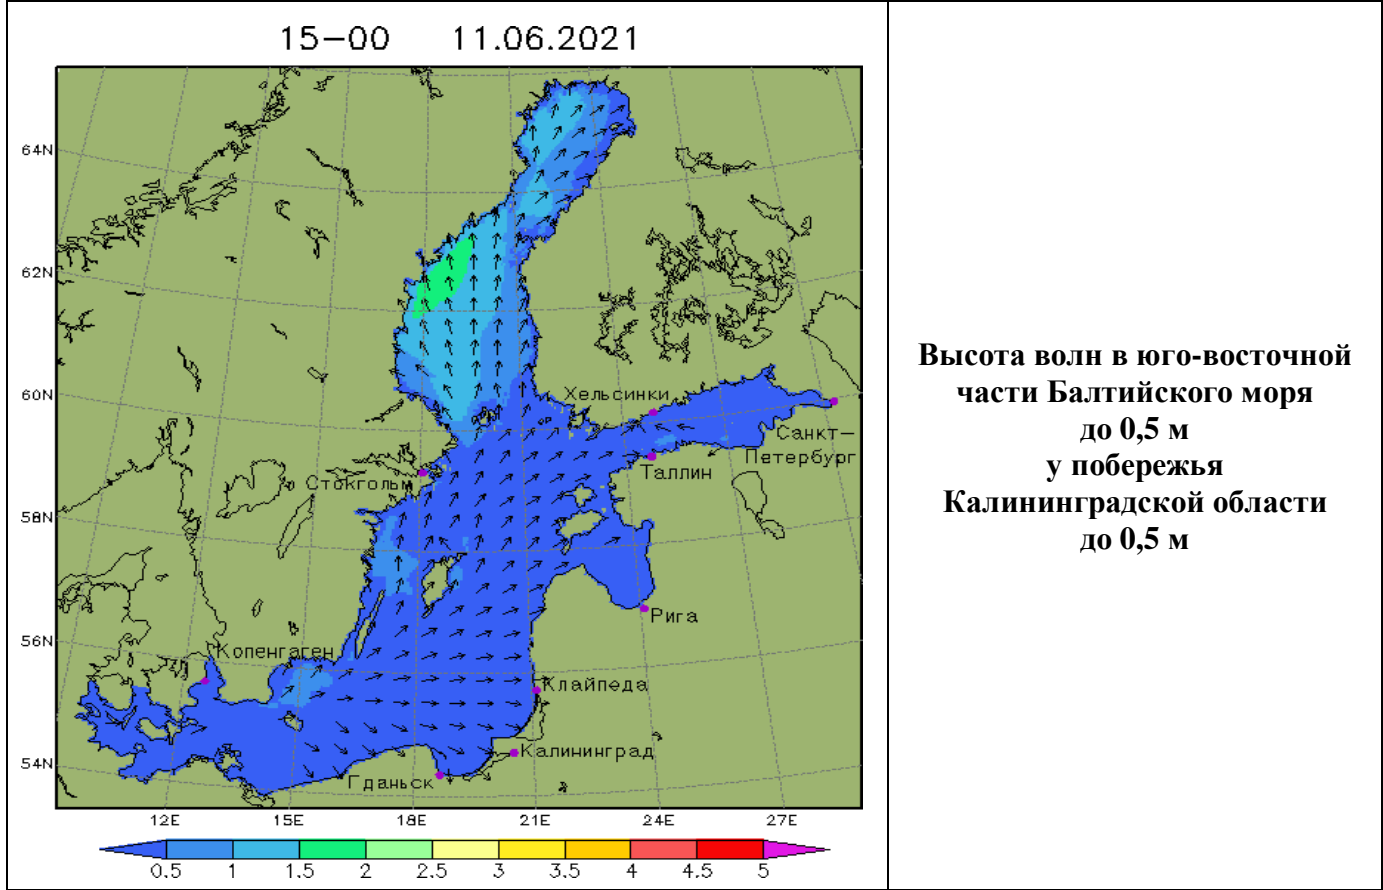 15-00 11.06.2021
64N
62N
60N
58N
56N
54N
Хельсинки
Санкт-
Петербург
Таллин
Стокгольм
Рига
Копенгаген
Клайпеда
Калининград
Гданьск
12E 15E 18E 21E 24E 27E
0.5 1 1.5 2 2.5 3 3.5 4 4.5 5
Высота волн в юго-восточной
части Балтийского моря
до 0,5 м
у побережья
Калининградской области
до 0,5 м